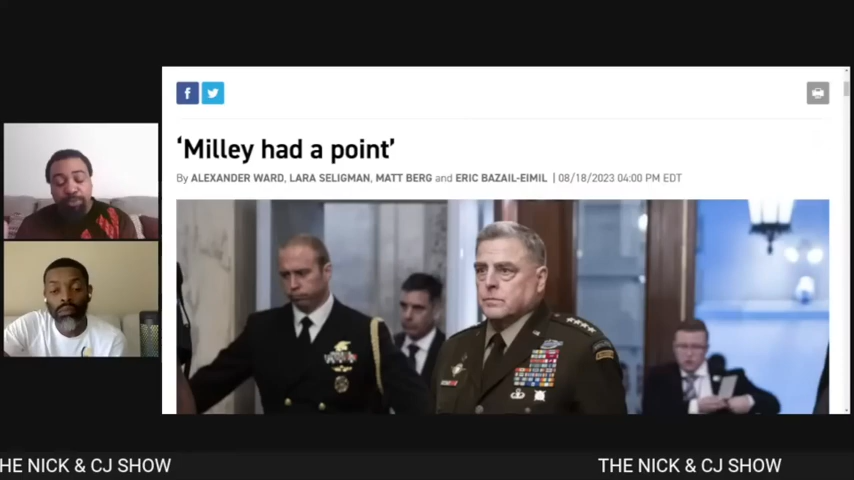 'Milley had a point'
By ALEXANDER WARD, LARA SELIGMAN, MATT BERG and ERIC BAZAIL-EIMIL | 08/18/2023 04:00 PM EDT
HE NICK & CJ SHOW
THE NICK & CJ SHOW